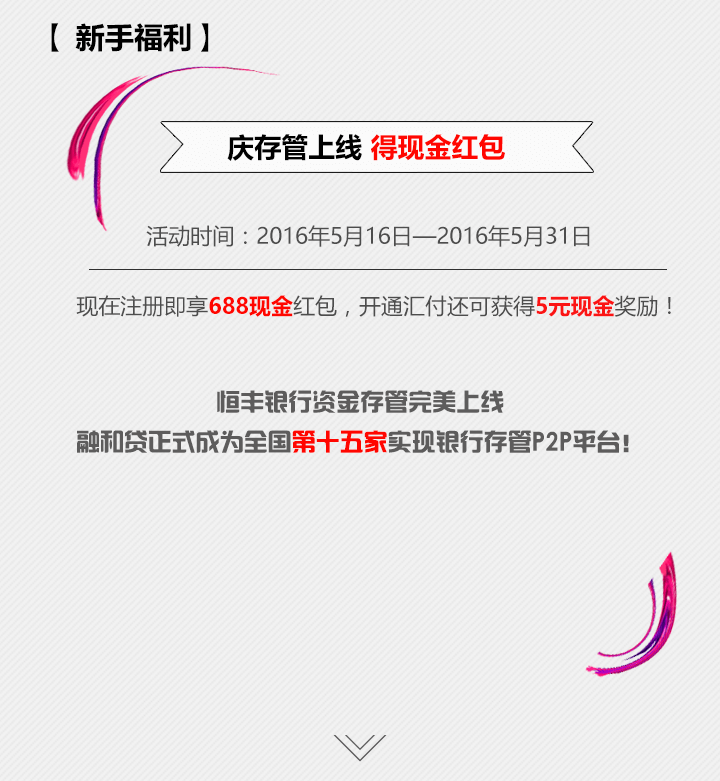 【 新手福利 】
庆存管上线 得现金红包
活动时间：2016年5月16日—2016年5月31日
现在注册即享688现金红包，开通汇付还可获得5元现金奖励！
恒丰银行资金存管完美上线
融和贷正式成为全国第十五家实现银行存管P2P平台！